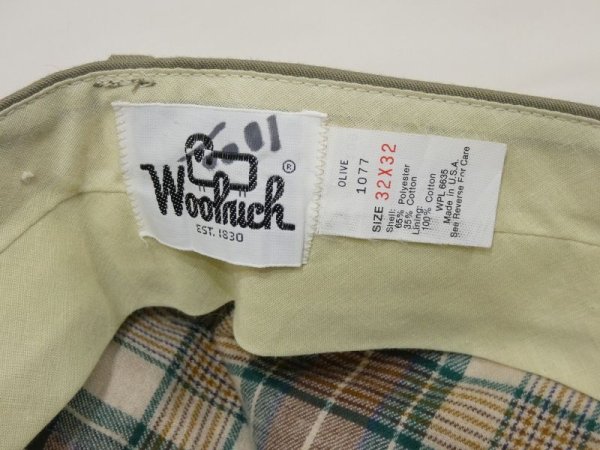 Woolrich
®
EST. 1830
OLIVE
1077
SIZE 32X32
Shell:
65% Polyester
35% Cotton
Lining:
100% Cotton
WPL 6635
Made in U.S.A.
See Reverse For Care